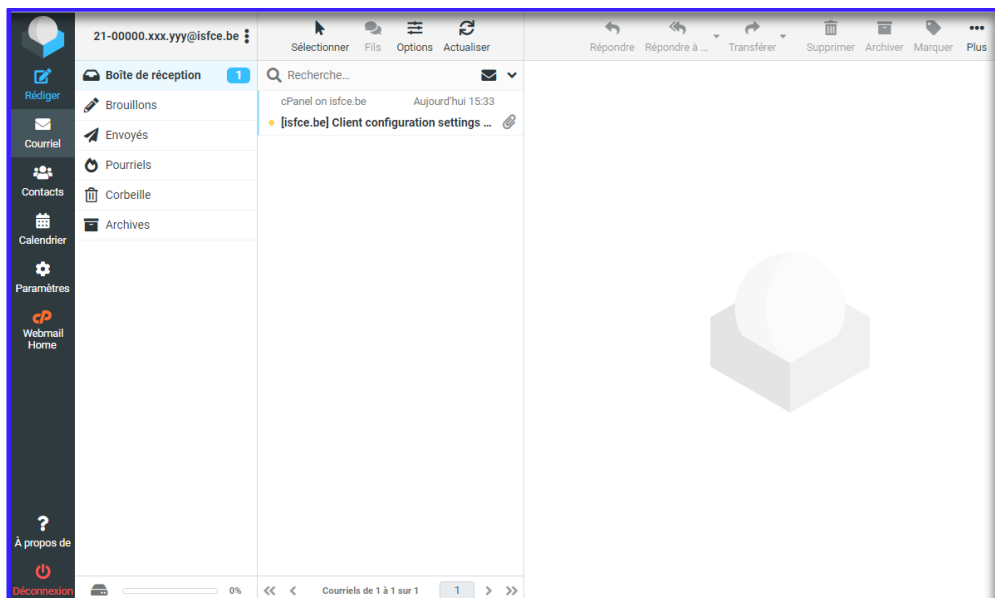 21-00000.xxx.yyy@isfce.be
Sélectionner Fils Options Actualiser
Répondre Répondre à ... Transférer Supprimer Archiver Marquer Plus
Rédiger
Courriel
Contacts
Calendrier
Paramètres
cP
Webmail
Home
À propos de
Déconnexion
Boîte de réception 1
Brouillons
Envoyés
Pourriels
Corbeille
Archives
0%
Recherche...
cPanel on isfce.be Aujourd'hui 15:33
[isfce.be] Client configuration settings ...
Courriels de 1 à 1 sur 1 1